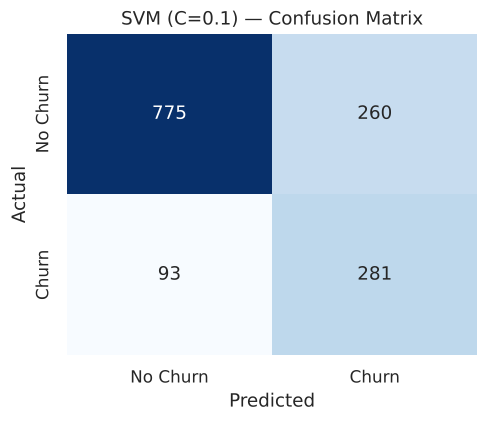 SVM (C=0.1) — Confusion Matrix
Actual
No Churn
775
260
Churn
93
281
No Churn
Churn
Predicted